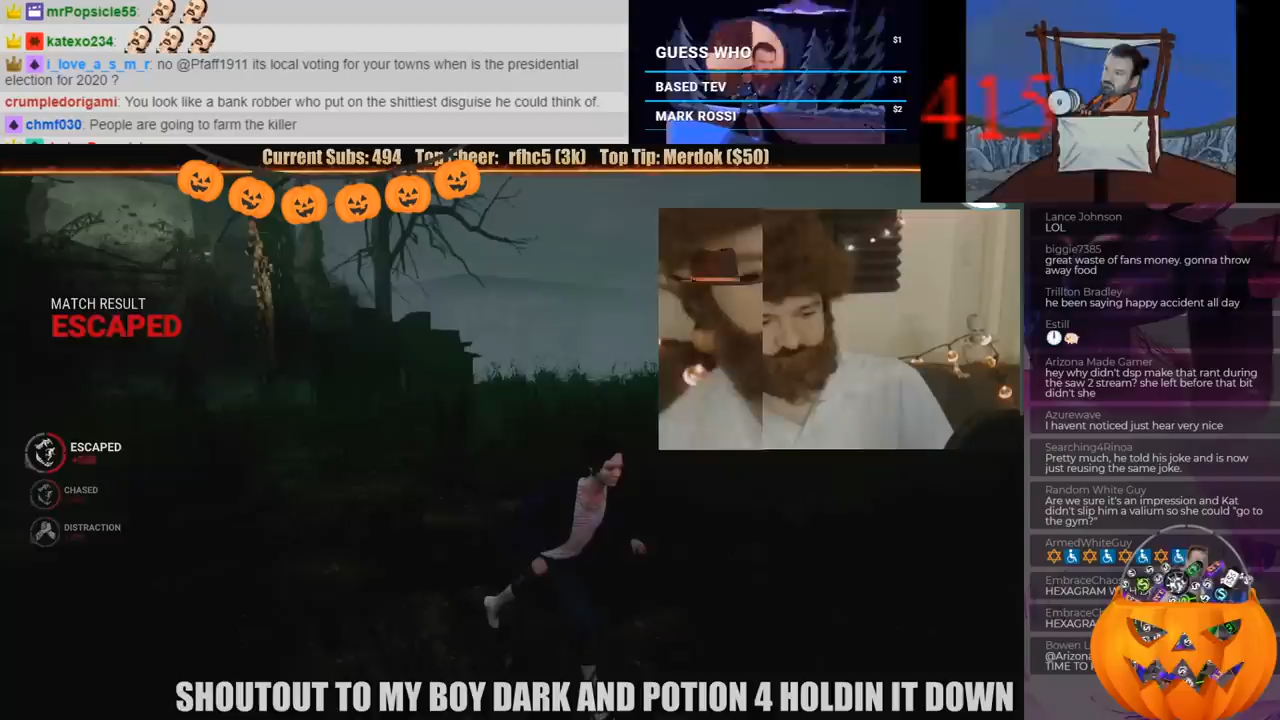 mrPopsicle55:
katexo234:
i_love_a_s_m_r: no @Pfaff1911 its local voting for your towns when is the presidential
election for 2020 ?
crumpledorigami: You look like a bank robber who put on the shittiest disguise he could think of.
chmf030: People are going to farm the killer
GUESS WHO $1
BASED TEV $1
MARK ROSSI $2
415
Current Subs: 494 Top Cheer: rfhc5 (3k) Top Tip: Merdok ($50)
MATCH RESULT
ESCAPED
ESCAPED
CHASED
DISTRACTION
Lance Johnson
LOL
biggie7385
great waste of fans money. gonna throw
away food
Trillton Bradley
he been saying happy accident all day
Estill
Arizona Made Gamer
hey why didn't dsp make that rant during
the saw 2 stream? she left before that bit
didn't she
Azurewave
I havent noticed just hear very nice
Searching4Rinoa
Pretty much, he told his joke and is now
just reusing the same joke.
Random White Guy
Are we sure it's an impression and Kat
didn't slip him a valium so she could "go to
the gym?"
ArmedWhiteGuy
EmbraceChaos
HEXAGRAM
HEXAGRAM
Bowen
@Arizona
TIME TO
SHOUTOUT TO MY BOY DARK AND POTION 4 HOLDIN IT DOWN